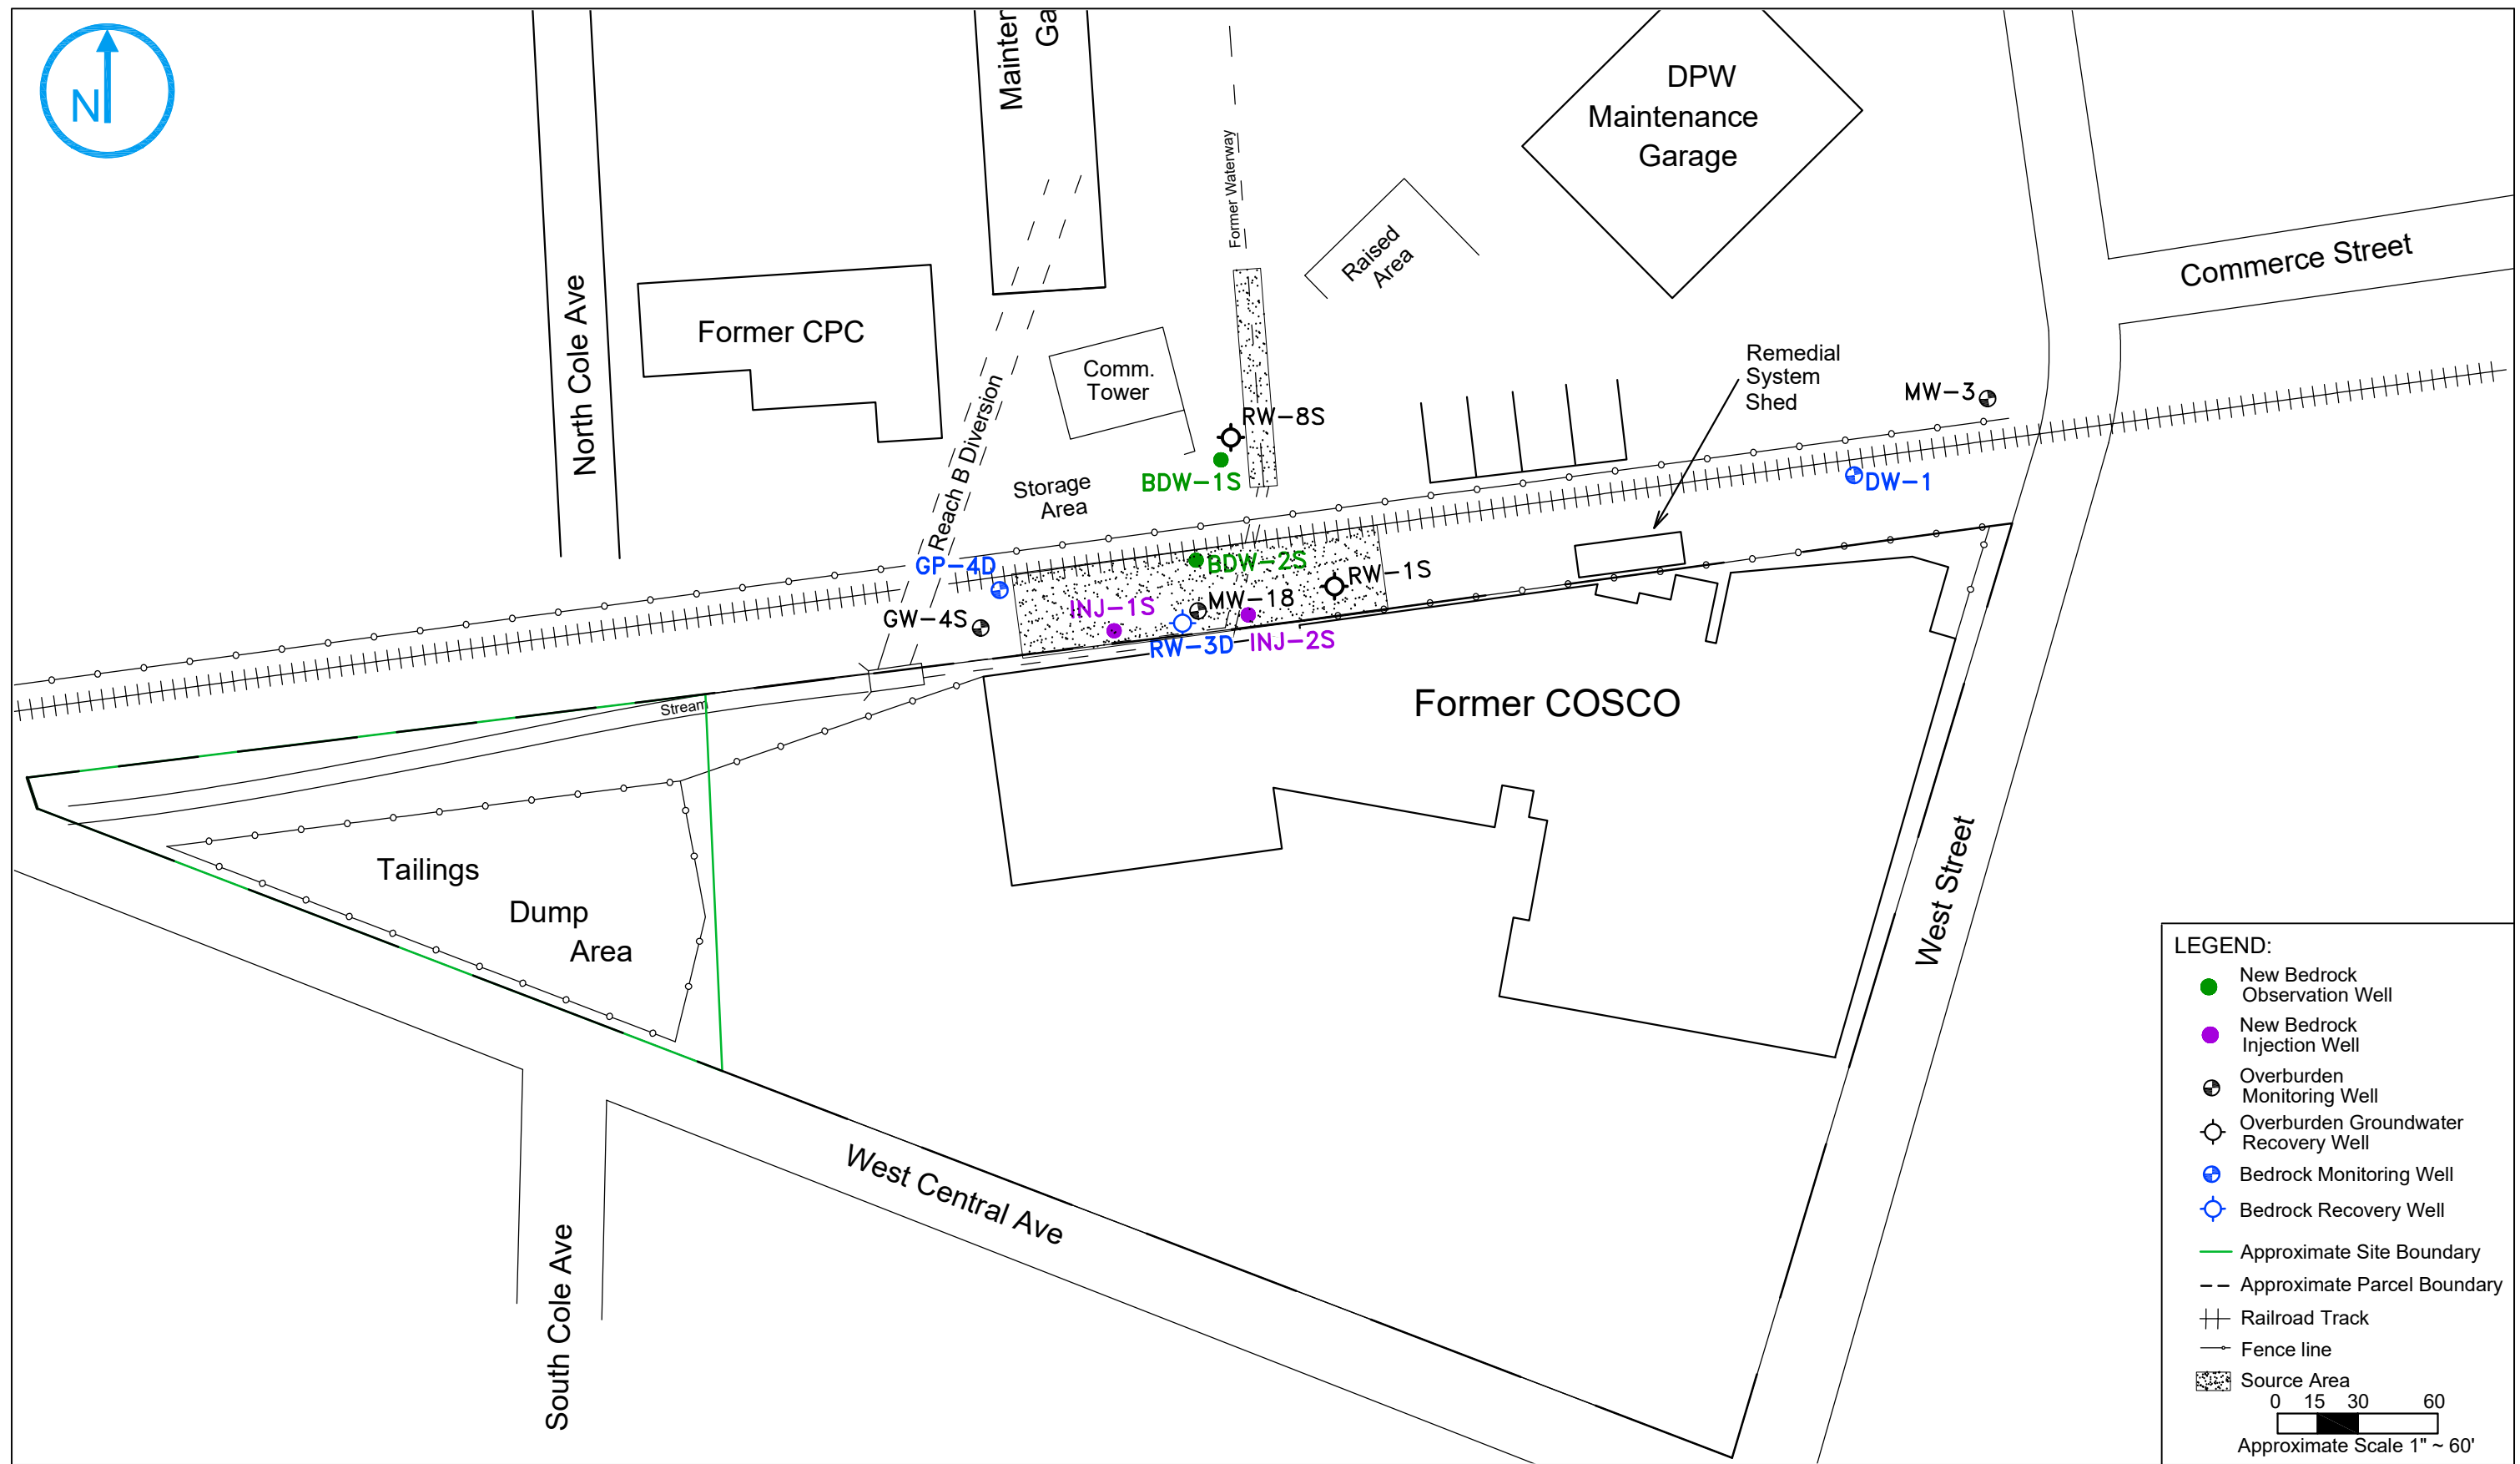 N
Mainter
Ga
Former Waterway
DPW
Maintenance
Garage
Raised
Area
Commerce Street
North Cole Ave
Former CPC
Reach B Diversion
Comm.
Tower
Remedial
System
Shed
MW-3
RW-8S
BDW-1S
DW-1
Storage
Area
GP-4D
BDW-2S
RW-1S
INJ-1S
MW-18
GW-4S
RW-3D
INJ-2S
Stream
Former COSCO
Tailings
Dump
Area
West Street
West Central Ave
South Cole Ave
LEGEND:
New Bedrock
Observation Well
New Bedrock
Injection Well
Overburden
Monitoring Well
Overburden Groundwater
Recovery Well
Bedrock Monitoring Well
Bedrock Recovery Well
Approximate Site Boundary
Approximate Parcel Boundary
Railroad Track
Fence line
Source Area
0 15 30 60
Approximate Scale 1" ~ 60'